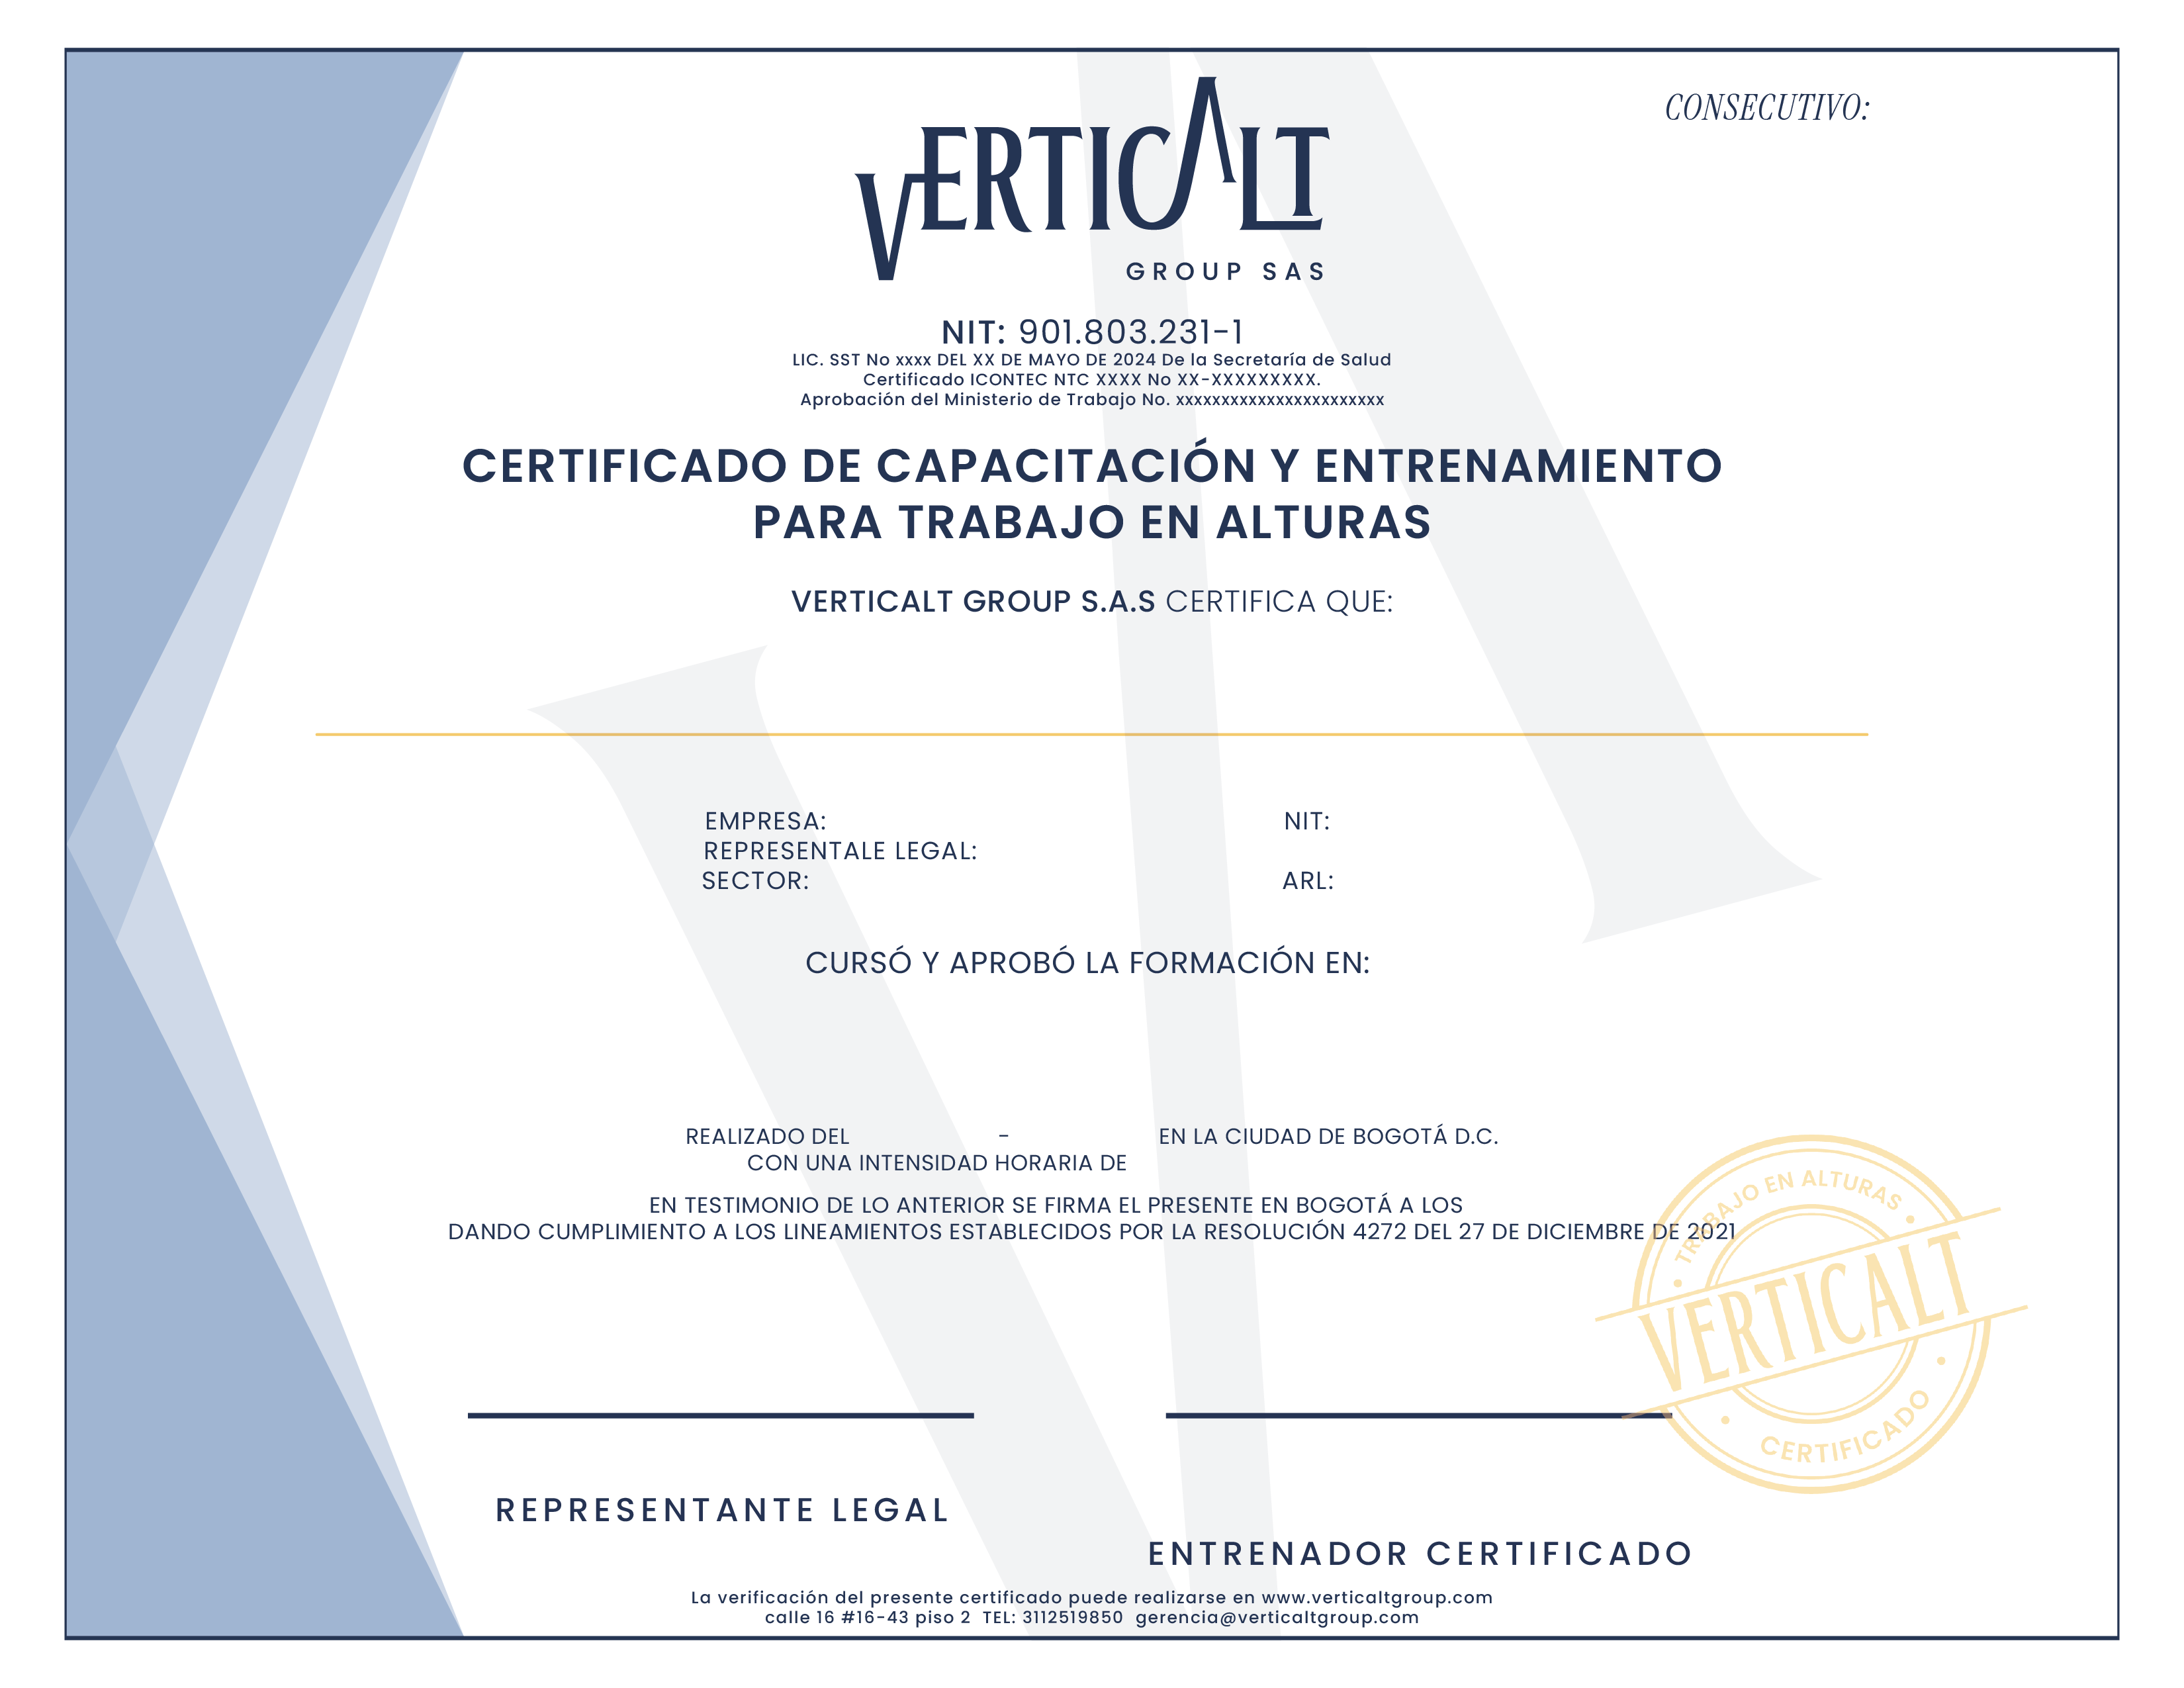 CONSECUTIVO:
VERTICALT
GROUP SAS
NIT: 901.803.231-1
LIC. SST No xxxx DEL XX DE MAYO DE 2024 De la Secretaría de Salud
Certificado ICONTEC NTC XXXX No XX-XXXXXXXXX.
Aprobación del Ministerio de Trabajo No. xxxxxxxxxxxxxxxxxxxxxxx
CERTIFICADO DE CAPACITACIÓN Y ENTRENAMIENTO
PARA TRABAJO EN ALTURAS
VERTICALT GROUP S.A.S CERTIFICA QUE:
EMPRESA: NIT:
REPRESENTALE LEGAL:
SECTOR: ARL:
CURSÓ Y APROBÓ LA FORMACIÓN EN:
REALIZADO DEL - EN LA CIUDAD DE BOGOTÁ D.C.
CON UNA INTENSIDAD HORARIA DE
EN TESTIMONIO DE LO ANTERIOR SE FIRMA EL PRESENTE EN BOGOTÁ A LOS
DANDO CUMPLIMIENTO A LOS LINEAMIENTOS ESTABLECIDOS POR LA RESOLUCIÓN 4272 DEL 27 DE DICIEMBRE DE 2021
• TRABAJO EN ALTURAS •
VERTICALT
• CERTIFICADO •
REPRESENTANTE LEGAL
ENTRENADOR CERTIFICADO
La verificación del presente certificado puede realizarse en www.verticaltgroup.com
calle 16 #16-43 piso 2 TEL: 3112519850 gerencia@verticaltgroup.com